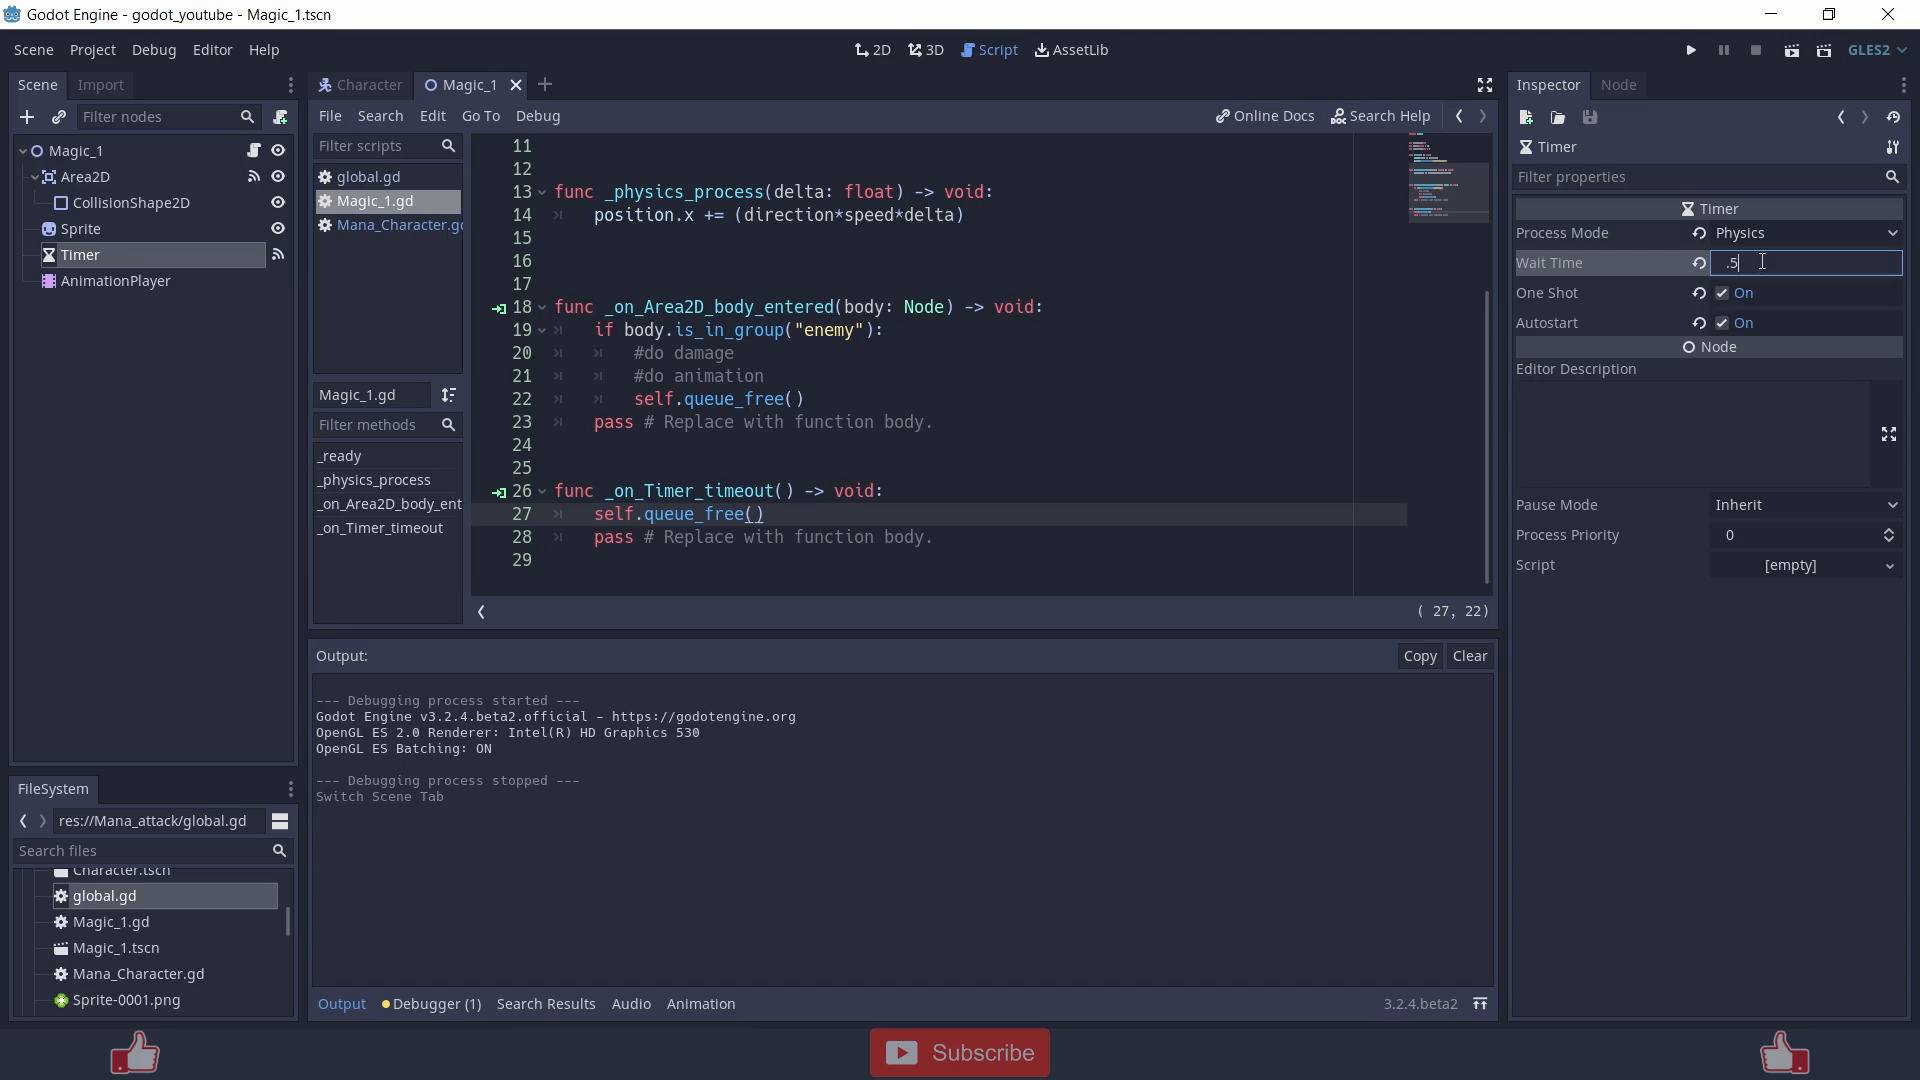 Godot Engine - godot_youtube - Magic_1.tscn
Scene Project Debug Editor Help
2D 3D Script AssetLib
GLES2
Scene Import
Filter nodes
Magic_1
Area2D
CollisionShape2D
Sprite
Timer
AnimationPlayer
FileSystem
res://Mana_attack/global.gd
Search files
Character.tscn
global.gd
Magic_1.gd
Magic_1.tscn
Mana_Character.gd
Sprite-0001.png
Character Magic_1
File Search Edit Go To Debug
Online Docs Search Help
Filter scripts
global.gd
Magic_1.gd
Mana_Character.gd
Magic_1.gd
Filter methods
_ready
_physics_process
_on_Area2D_body_ent
_on_Timer_timeout
11
12
13 func _physics_process(delta: float) -> void:
14 position.x += (direction*speed*delta)
15
16
17
18 func _on_Area2D_body_entered(body: Node) -> void:
19 if body.is_in_group("enemy"):
20 #do damage
21 #do animation
22 self.queue_free()
23 pass # Replace with function body.
24
25
26 func _on_Timer_timeout() -> void:
27 self.queue_free()
28 pass # Replace with function body.
29
( 27, 22)
Output:
Copy Clear
--- Debugging process started ---
Godot Engine v3.2.4.beta2.official - https://godotengine.org
OpenGL ES 2.0 Renderer: Intel(R) HD Graphics 530
OpenGL ES Batching: ON
--- Debugging process stopped ---
Switch Scene Tab
Output Debugger (1) Search Results Audio Animation
3.2.4.beta2
Inspector Node
Timer
Filter properties
Timer
Process Mode Physics
Wait Time .5
One Shot On
Autostart On
Node
Editor Description
Pause Mode Inherit
Process Priority 0
Script [empty]
Subscribe